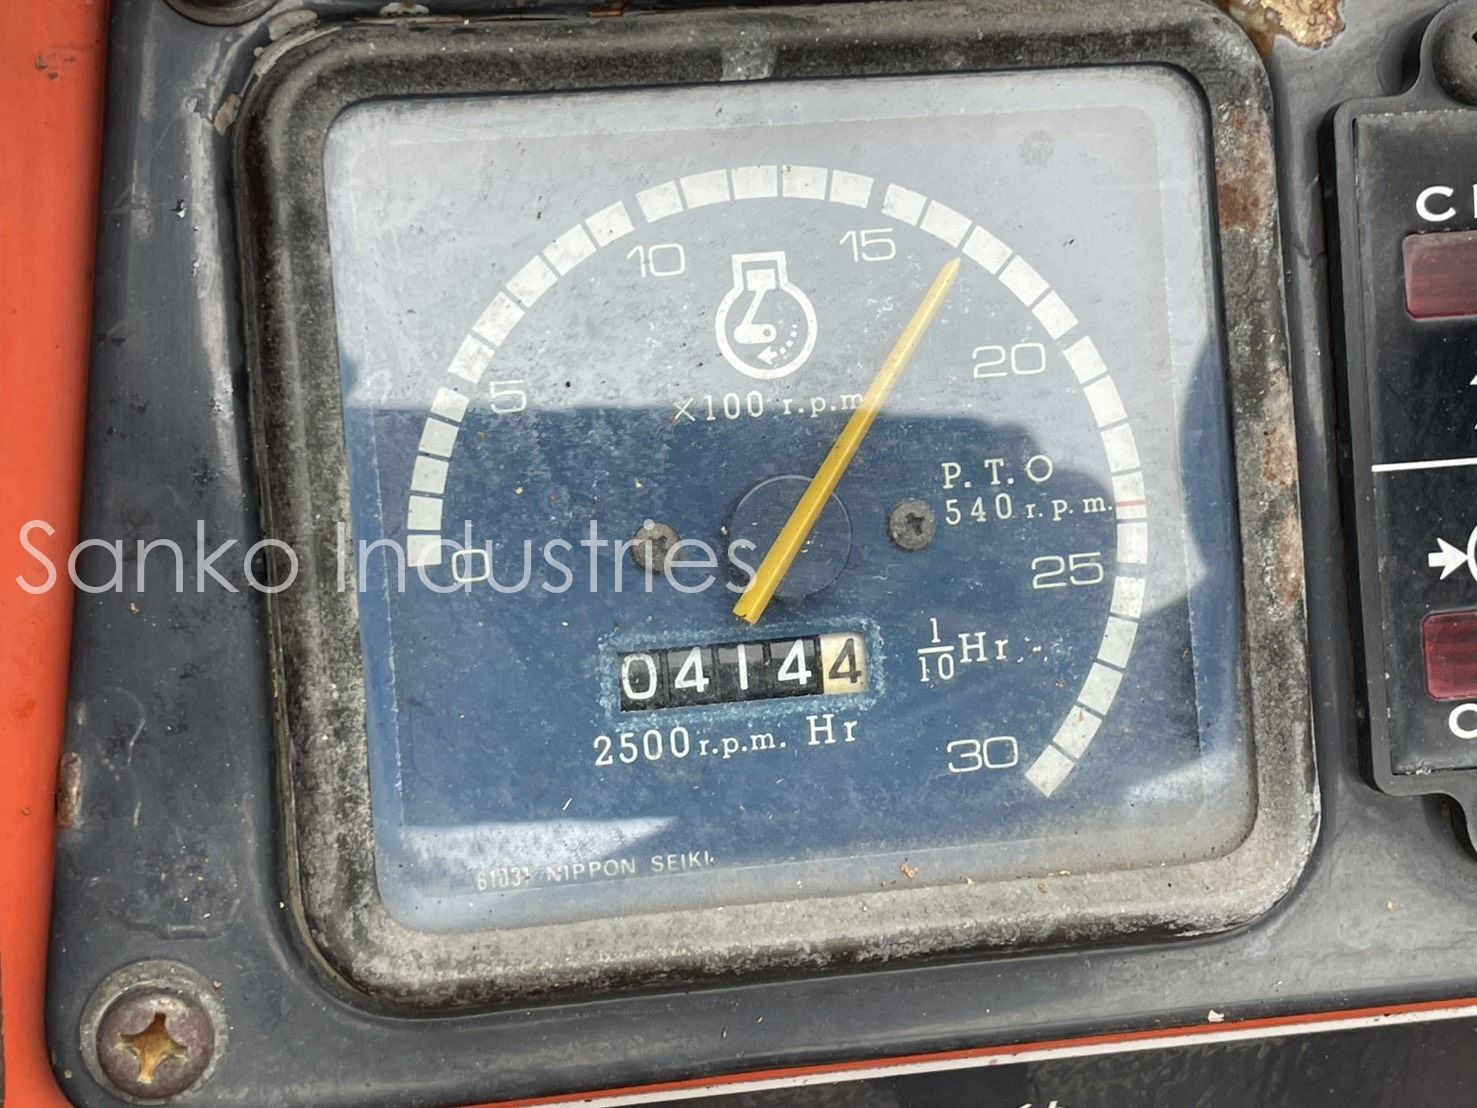 10
15
5
20
×100 r.p.m
P.T.O
540 r.p.m.
0
25
Sanko Industries
04144
1/10 Hr
2500 r.p.m. Hr
30
NIPPON SEIKI
C